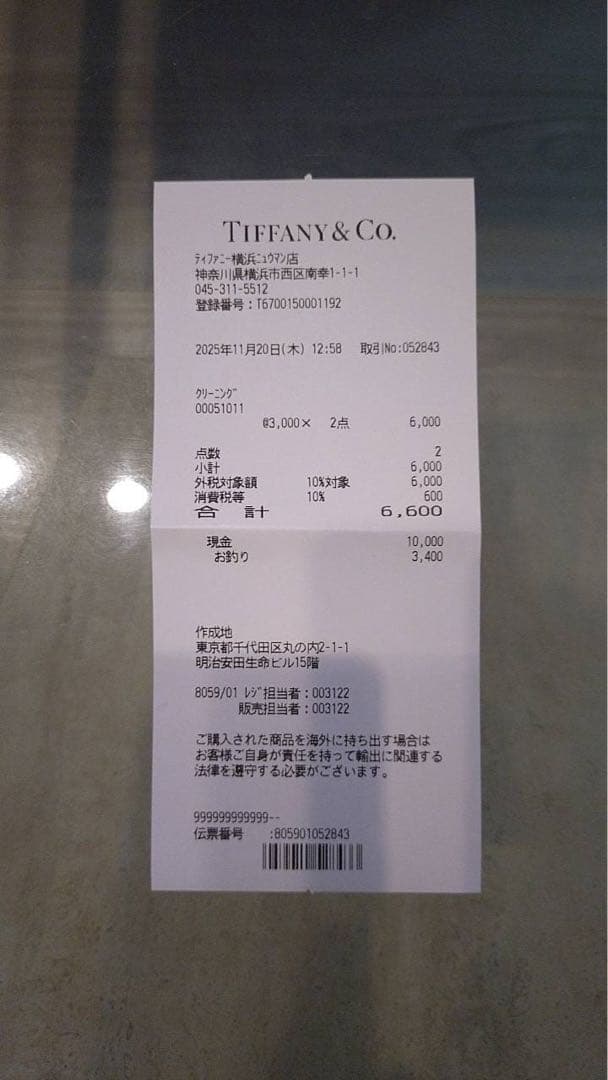 TIFFANY & CO.
ﾃｨﾌｧﾆｰ横浜ﾆｭｳﾏﾝ店
神奈川県横浜市西区南幸1-1-1
045-311-5512
登録番号：T6700150001192
2025年11月20日(木) 12:58 取引No:052843
ｸﾘｰﾆﾝｸﾞ
00051011
@3,000× 2点 6,000
点数 2
小計 6,000
外税対象額 10%対象 6,000
消費税等 10% 600
合 計 6,600
現金 10,000
お釣り 3,400
作成地
東京都千代田区丸の内2-1-1
明治安田生命ビル15階
8059/01 ﾚｼﾞ担当者：003122
販売担当者：003122
ご購入された商品を海外に持ち出す場合は
お客様ご自身が責任を持って輸出に関連する
法律を遵守する必要がございます。
999999999999--
伝票番号 :805901052843